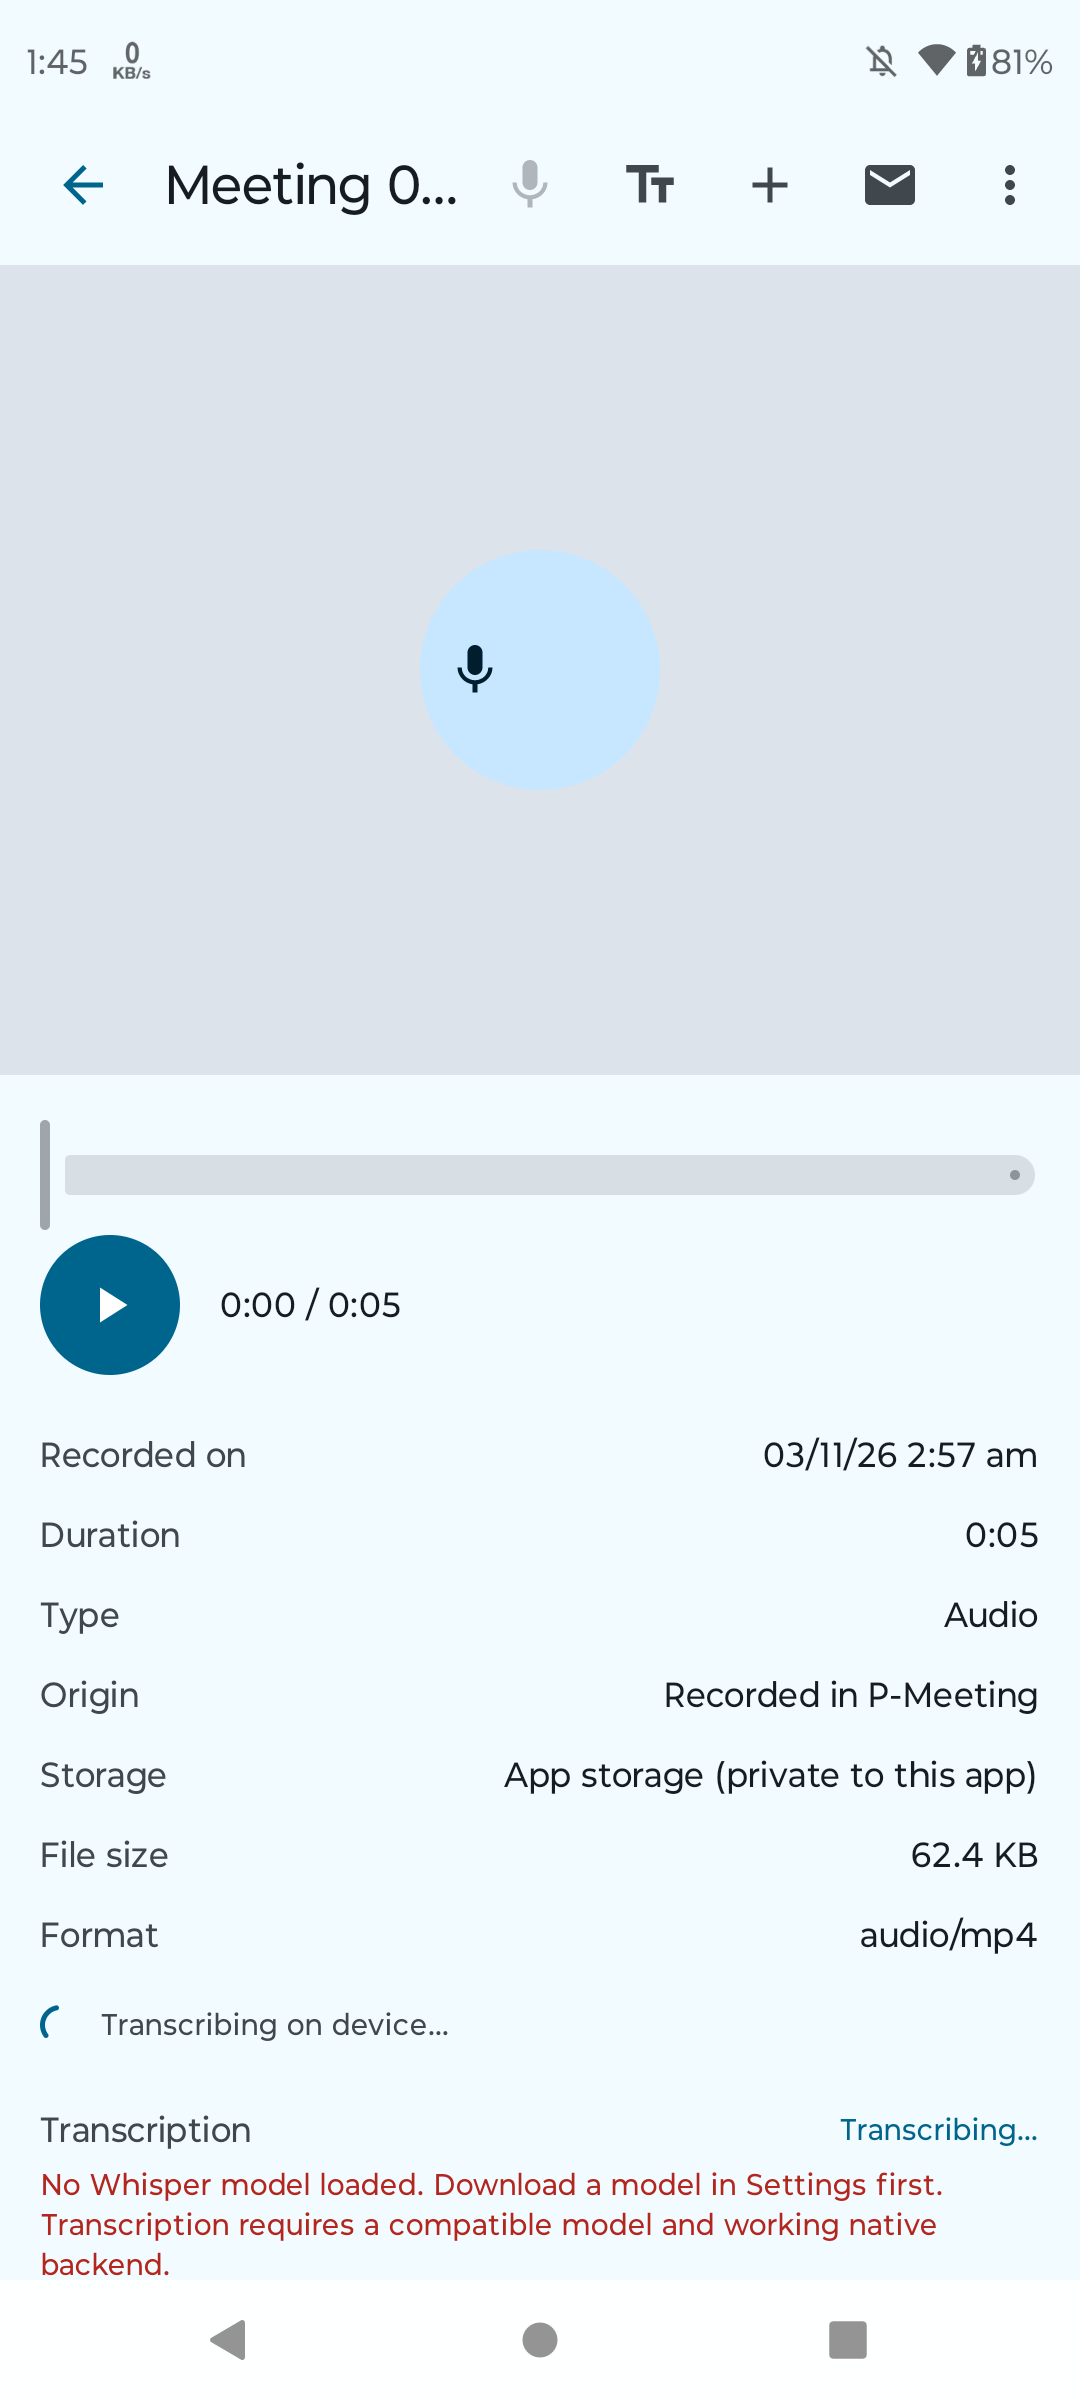 1:45
0
KB/s
81%
Meeting 0...
0:00 / 0:05
Recorded on
03/11/26 2:57 am
Duration
0:05
Type
Audio
Origin
Recorded in P-Meeting
Storage
App storage (private to this app)
File size
62.4 KB
Format
audio/mp4
Transcribing on device...
Transcription
Transcribing...
No Whisper model loaded. Download a model in Settings first.
Transcription requires a compatible model and working native
backend.